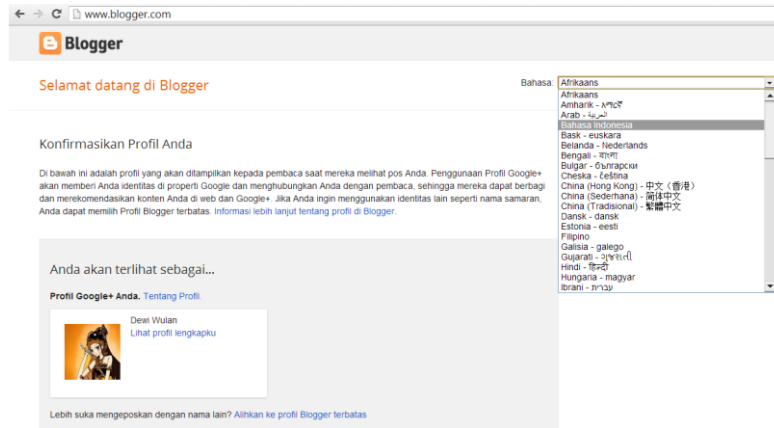 www.blogger.com
Blogger
Selamat datang di Blogger
Bahasa: Afrikaans
Afrikaans
Amharik - አማርኛ
Arab - العربية
Bahasa Indonesia
Bask - euskara
Belanda - Nederlands
Bengali - বাংলা
Bulgar - български
Cheska - čeština
China (Hong Kong) - 中文（香港）
China (Sederhana) - 简体中文
China (Tradisional) - 繁體中文
Dansk - dansk
Estonia - eesti
Filipino
Galisia - galego
Gujarati - ગુજરાતી
Hindi - हिन्दी
Hungaria - magyar
Ibrani - עברית
Konfirmasikan Profil Anda
Di bawah ini adalah profil yang akan ditampilkan kepada pembaca saat mereka melihat pos Anda. Penggunaan Profil Google+
akan memberi Anda identitas di properti Google dan menghubungkan Anda dengan pembaca, sehingga mereka dapat berbagi
dan merekomendasikan konten Anda di web dan Google+. Jika Anda ingin menggunakan identitas lain seperti nama samaran,
Anda dapat memilih Profil Blogger terbatas. Informasi lebih lanjut tentang profil di Blogger.
Anda akan terlihat sebagai...
Profil Google+ Anda. Tentang Profil.
Dewi Wulan
Lihat profil lengkapku
Lebih suka mengeposkan dengan nama lain? Alihkan ke profil Blogger terbatas